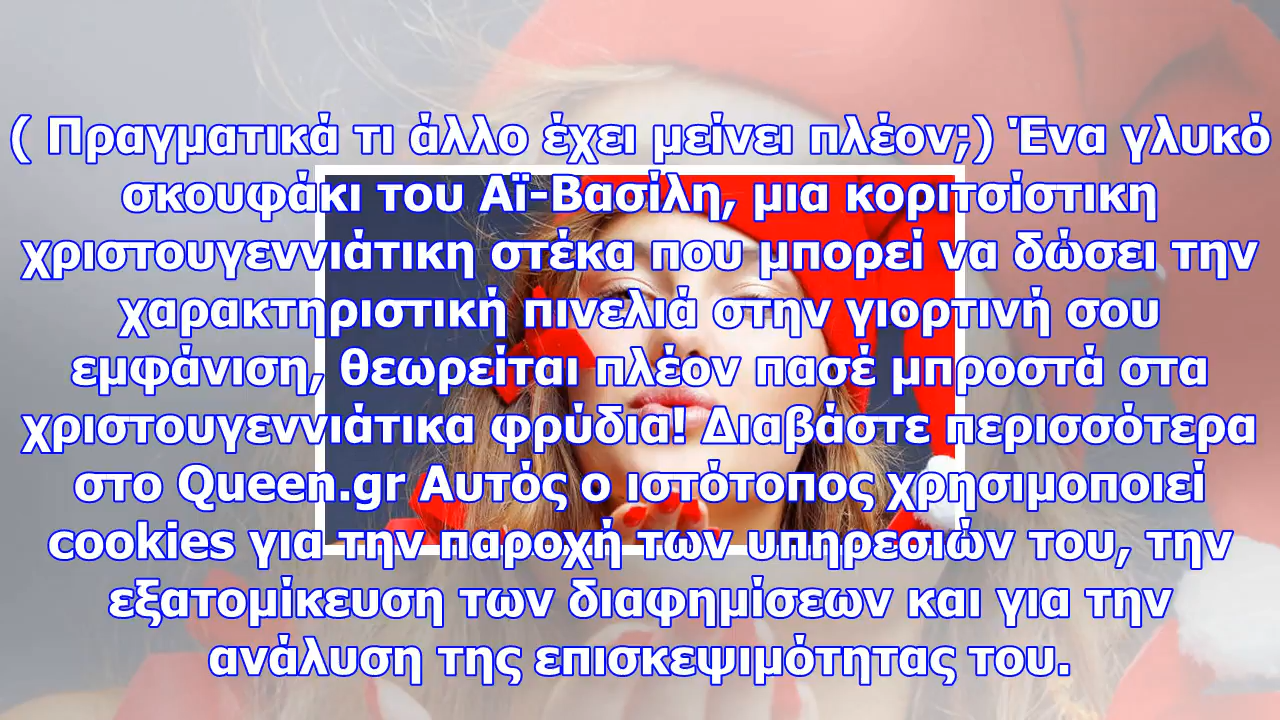 ( Πραγματικά τι άλλο έχει μείνει πλέον;) Ένα γλυκό
σκουφάκι του Αϊ-Βασίλη, μια κοριτσίστικη
χριστουγεννιάτικη στέκα που μπορεί να δώσει την
χαρακτηριστική πινελιά στην γιορτινή σου
εμφάνιση, θεωρείται πλέον πασέ μπροστά στα
χριστουγεννιάτικα φρύδια! Διαβάστε περισσότερα
στο Queen.gr Αυτός ο ιστότοπος χρησιμοποιεί
cookies για την παροχή των υπηρεσιών του, την
εξατομίκευση των διαφημίσεων και για την
ανάλυση της επισκεψιμότητας του.